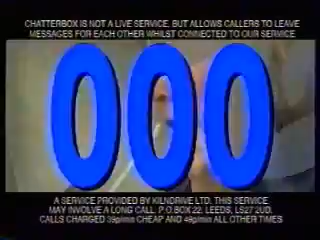 CHATTERBOX IS NOT A LIVE SERVICE, BUT ALLOWS CALLERS TO LEAVE
MESSAGES FOR EACH OTHER WHILST CONNECTED TO OUR SERVICE
000
A SERVICE PROVIDED BY KILNDRIVE LTD. THIS SERVICE
MAY INVOLVE A LONG CALL. P.O.BOX 22, LEEDS, LS27 2UD.
CALLS CHARGED 39p/min CHEAP AND 49p/min ALL OTHER TIMES